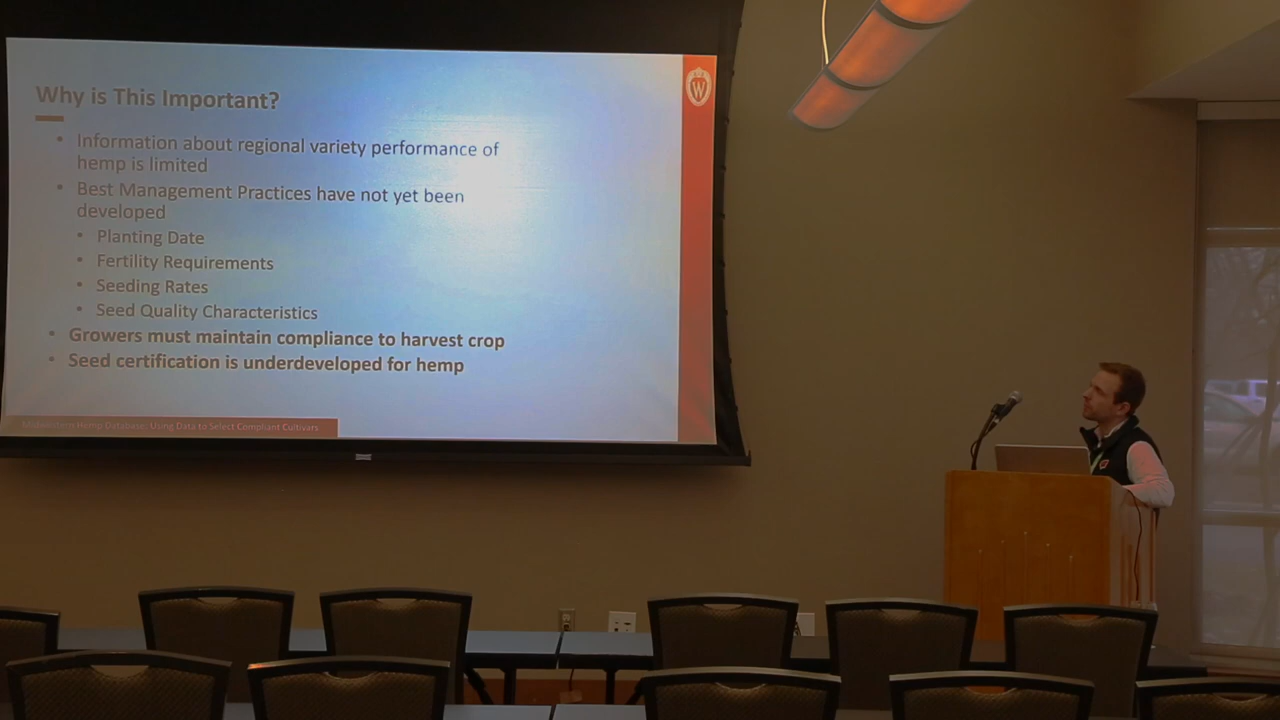 W
Why is This Important?
• Information about regional variety performance of
hemp is limited
• Best Management Practices have not yet been
developed
• Planting Date
• Fertility Requirements
• Seeding Rates
• Seed Quality Characteristics
• Growers must maintain compliance to harvest crop
• Seed certification is underdeveloped for hemp
Midwestern Hemp Database: Using Data to Select Compliant Cultivars